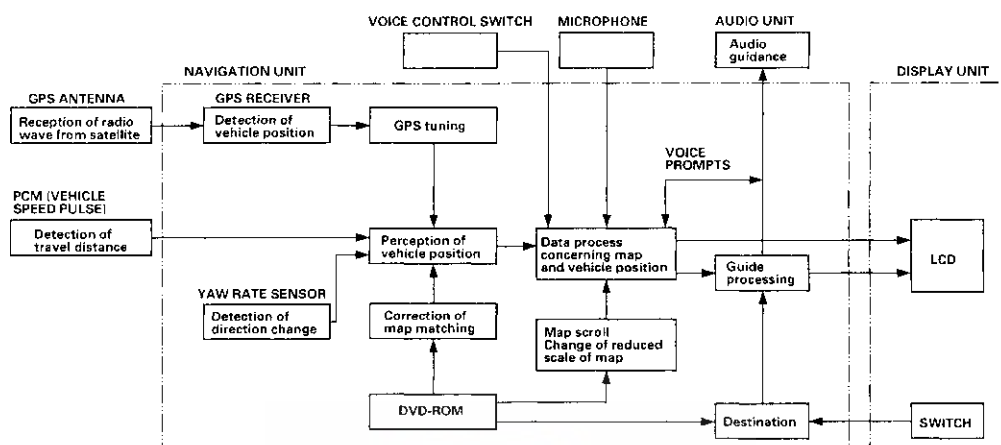 VOICE CONTROL SWITCH
MICROPHONE
AUDIO UNIT
Audio
guidance
NAVIGATION UNIT
DISPLAY UNIT
GPS ANTENNA
Reception of radio
wave from satellite
GPS RECEIVER
Detection of
vehicle position
GPS tuning
VOICE
PROMPTS
PCM (VEHICLE
SPEED PULSE)
Detection of
travel distance
Perception of
vehicle position
Data process
concerning map
and vehicle position
Guide
processing
LCD
YAW RATE SENSOR
Detection of
direction change
Correction of
map matching
Map scroll
Change of reduced
scale of map
DVD-ROM
Destination
SWITCH